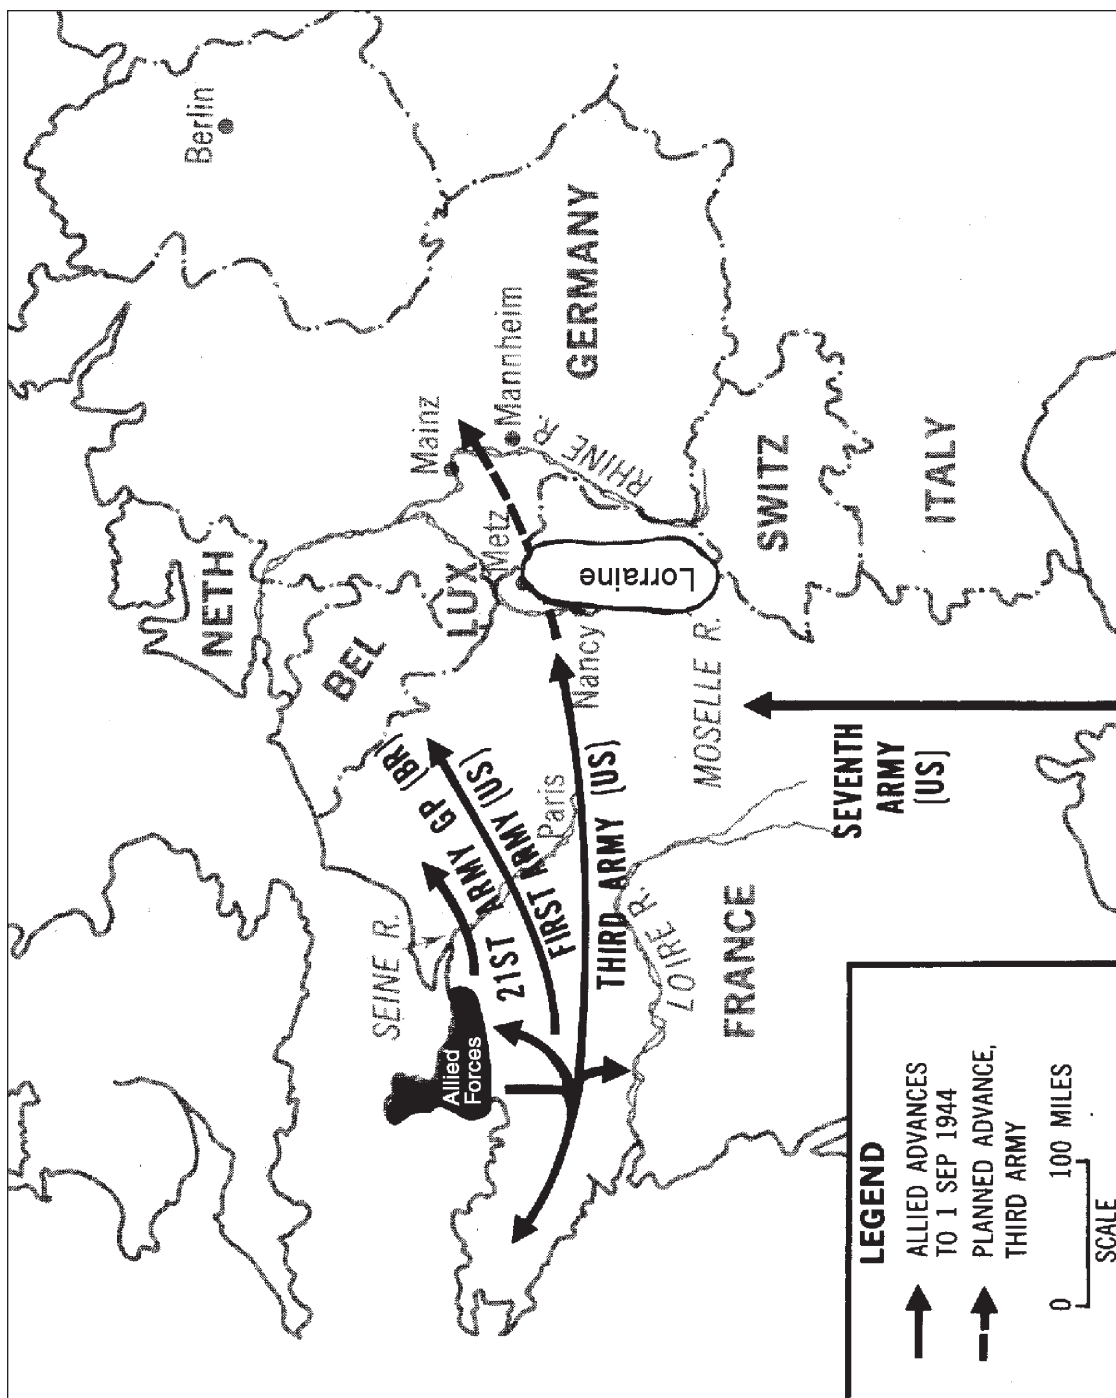 Berlin
NETH
BEL
LUX
GERMANY
Mainz
Mannheim
RHINE R.
Metz
Lorraine
Nancy
MOSELLE R.
SWITZ
ITALY
SEINE R.
Allied
Forces
21ST ARMY GP (BR)
FIRST ARMY (US)
Paris
THIRD ARMY (US)
LOIRE R.
FRANCE
SEVENTH
ARMY
(US)
LEGEND
ALLIED ADVANCES
TO 1 SEP 1944
PLANNED ADVANCE,
THIRD ARMY
0 100 MILES
SCALE